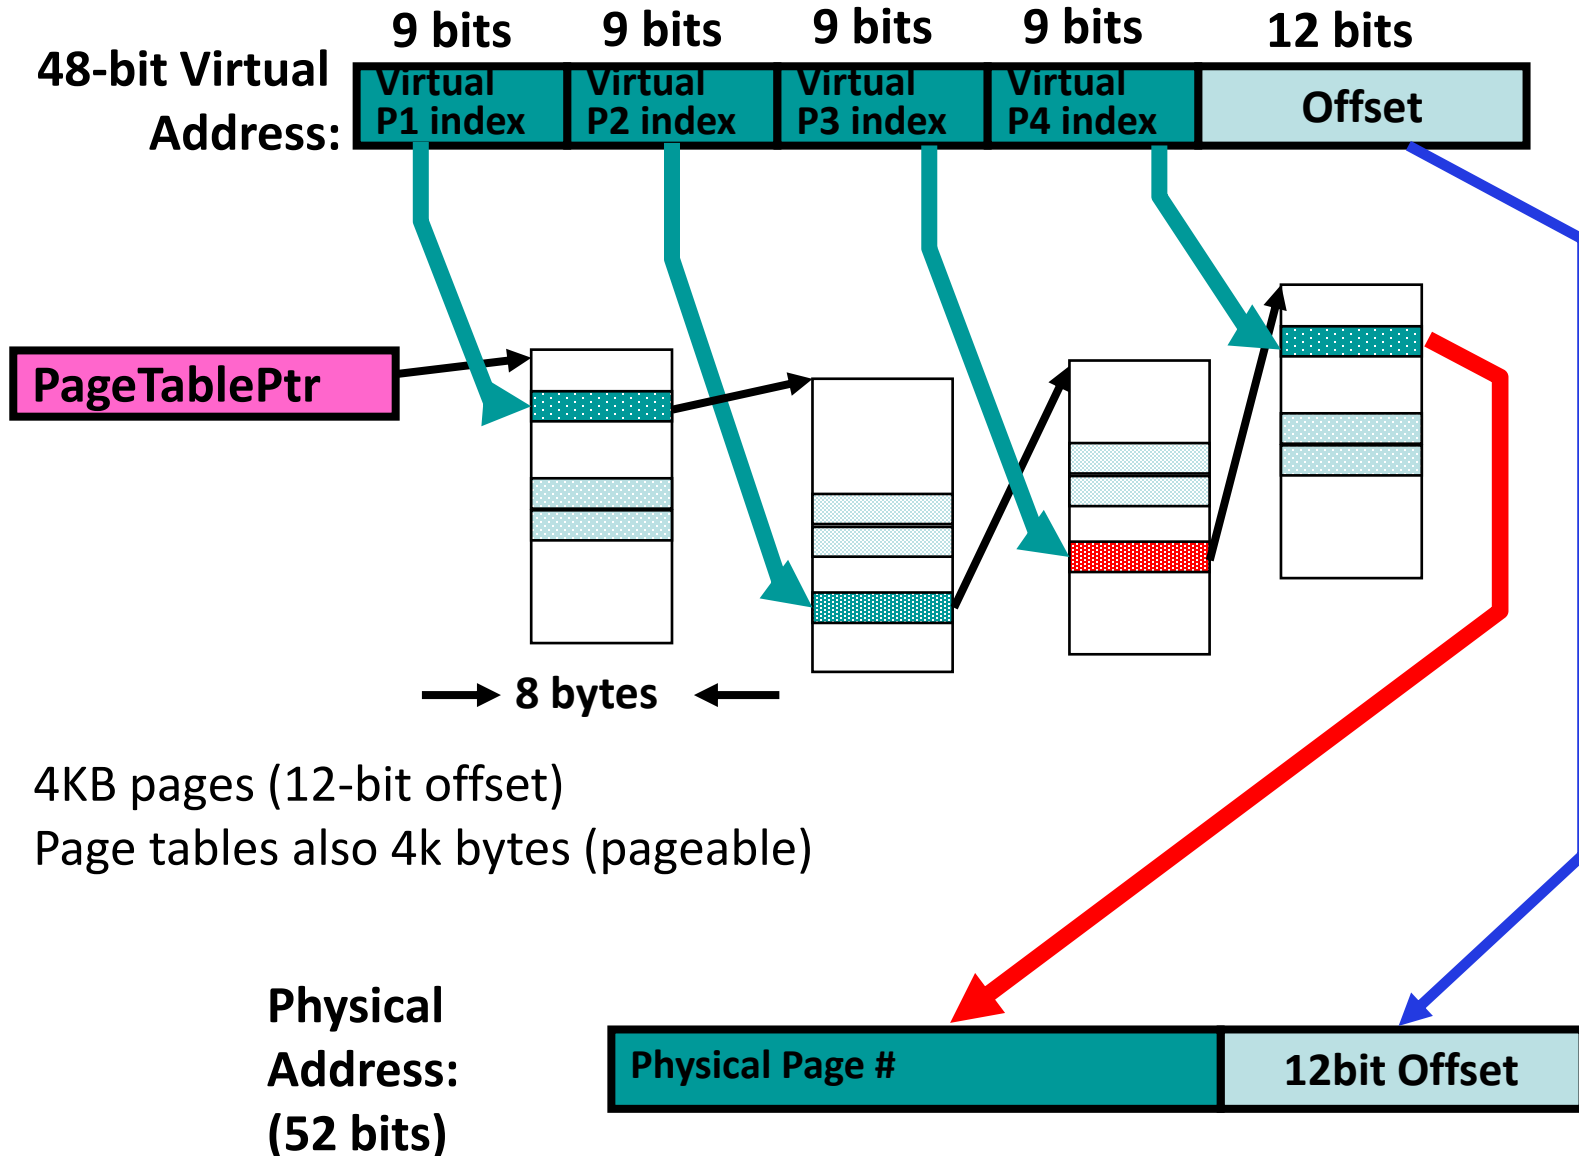 9 bits
9 bits
9 bits
9 bits
12 bits
48-bit Virtual
Address:
Virtual
P1 index
Virtual
P2 index
Virtual
P3 index
Virtual
P4 index
Offset
PageTablePtr
8 bytes
4KB pages (12-bit offset)
Page tables also 4k bytes (pageable)
Physical
Address:
(52 bits)
Physical Page #
12bit Offset